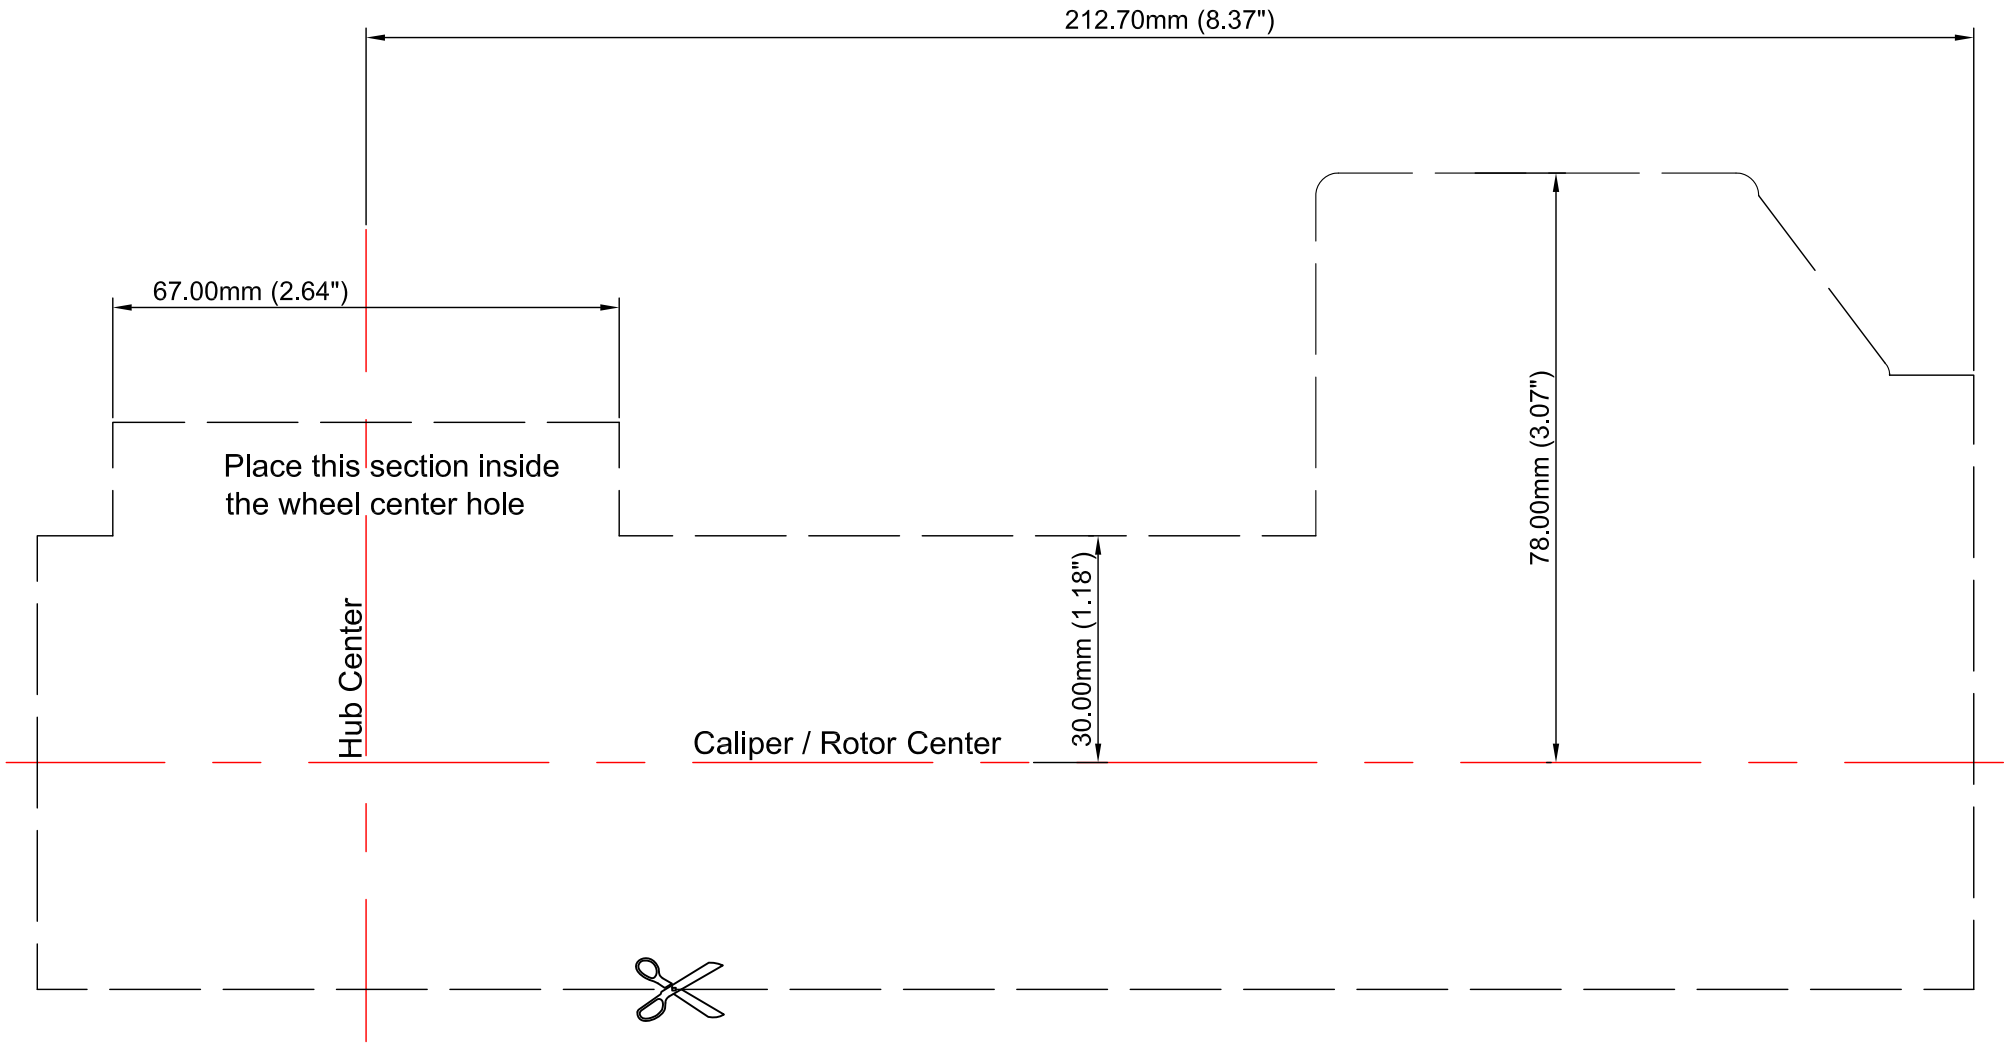 212.70mm (8.37")
67.00mm (2.64")
Place this section inside
the wheel center hole
78.00mm (3.07")
30.00mm (1.18")
Hub Center
Caliper / Rotor Center